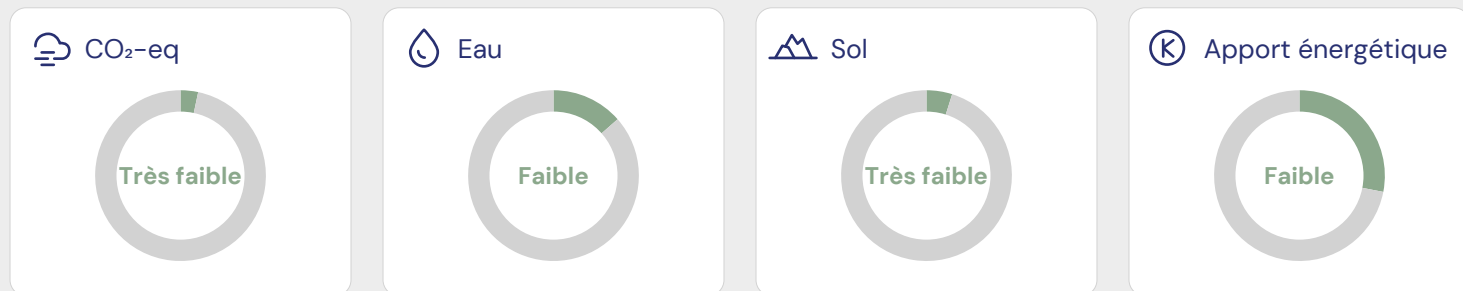 CO₂-eq
Très faible
Eau
Faible
Sol
Très faible
Apport énergétique
Faible